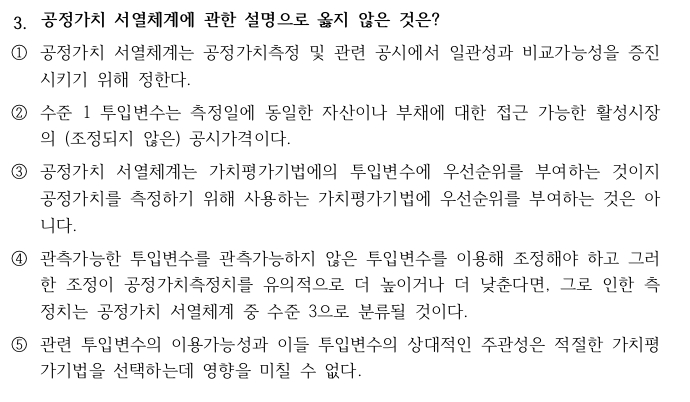 3. 공정가치 서열체계에 관한 설명으로 옳지 않은 것은?
① 공정가치 서열체계는 공정가치측정 및 관련 공시에서 일관성과 비교가능성을 증진
시키기 위해 정한다.
② 수준 1 투입변수는 측정일에 동일한 자산이나 부채에 대한 접근 가능한 활성시장
의 (조정되지 않은) 공시가격이다.
③ 공정가치 서열체계는 가치평가기법에의 투입변수에 우선순위를 부여하는 것이지
공정가치를 측정하기 위해 사용하는 가치평가기법에 우선순위를 부여하는 것은 아
니다.
④ 관측가능한 투입변수를 관측가능하지 않은 투입변수를 이용해 조정해야 하고 그러
한 조정이 공정가치측정치를 유의적으로 더 높이거나 더 낮춘다면, 그로 인한 측
정치는 공정가치 서열체계 중 수준 3으로 분류될 것이다.
⑤ 관련 투입변수의 이용가능성과 이들 투입변수의 상대적인 주관성은 적절한 가치평
가기법을 선택하는데 영향을 미칠 수 없다.